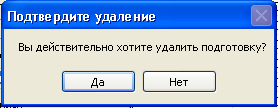 Подтвердите удаление
Вы действительно хотите удалить подготовку?
Да
Нет